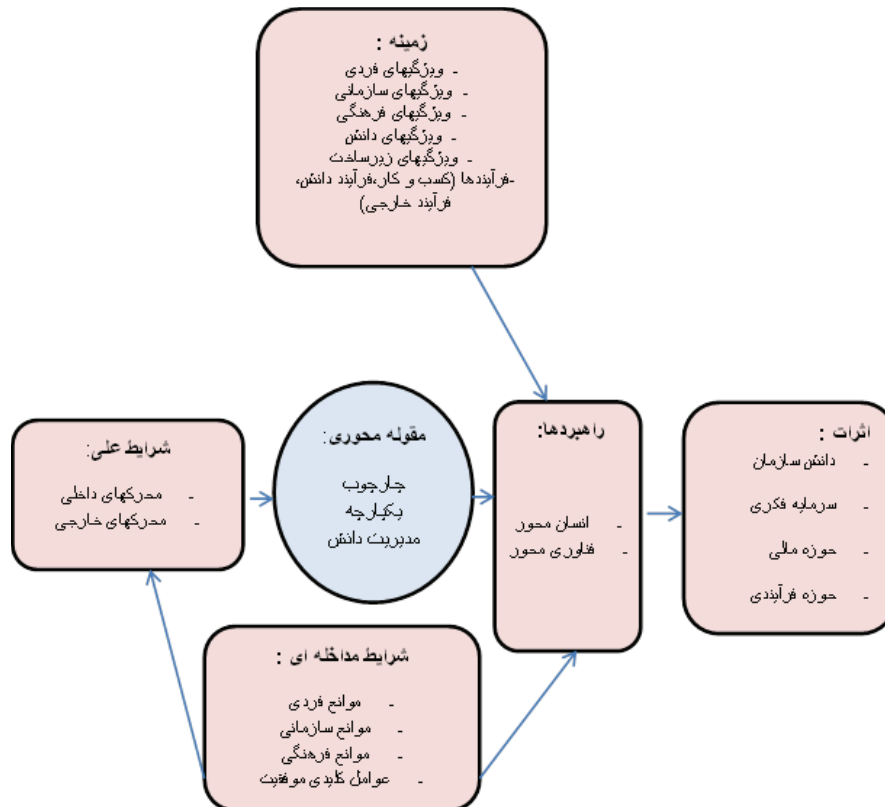 زمینه :
- ویژگیهای فردی
- ویژگیهای سازمانی
- ویژگیهای فرهنگی
- ویژگیهای دانش
- ویژگیهای زیرساخت
-فرآیندها (کسب و کار،فرآیند دانش،
فرآیند خارجی)
شرایط علی:
- محرکهای داخلی
- محرکهای خارجی
مقوله محوری:
چارچوب
یکپارچه
مدیریت دانش
راهبردها:
- انسان محور
- فناوری محور
اثرات :
- دانش سازمان
- سرمایه فکری
- حوزه مالی
- حوزه فرآیندی
شرایط مداخله ای :
- موانع فردی
- موانع سازمانی
- موانع فرهنگی
- عوامل کلیدی موفقیت